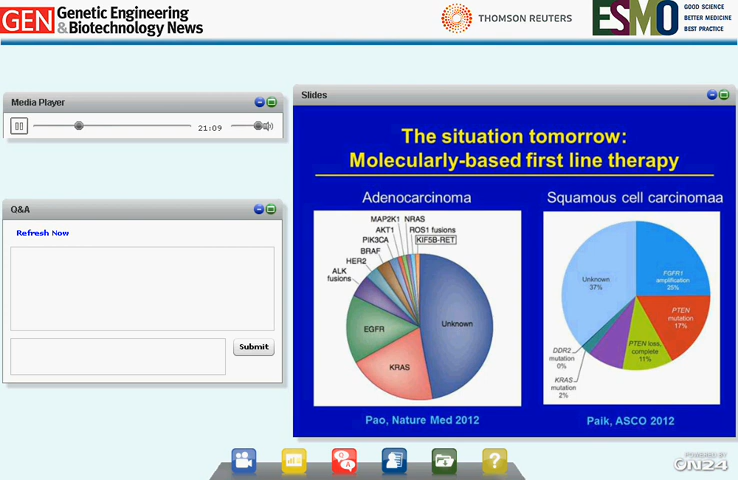 GEN Genetic Engineering
& Biotechnology News
THOMSON REUTERS
ESMO
GOOD SCIENCE
BETTER MEDICINE
BEST PRACTICE
Media Player
21:09
Q&A
Refresh Now
Submit
Slides
The situation tomorrow:
Molecularly-based first line therapy
Adenocarcinoma
MAP2K1 NRAS
AKT1 ROS1 fusions
PIK3CA KIF5B-RET
BRAF
HER2
ALK
fusions
Unknown
EGFR
KRAS
Pao, Nature Med 2012
Squamous cell carcinomaa
Unknown
37%
FGFR1
amplification
25%
PTEN
mutation
17%
PTEN loss,
complete
11%
DDR2
mutation
0%
KRAS
mutation
2%
Paik, ASCO 2012
Q
A
?
POWERED BY
ON24